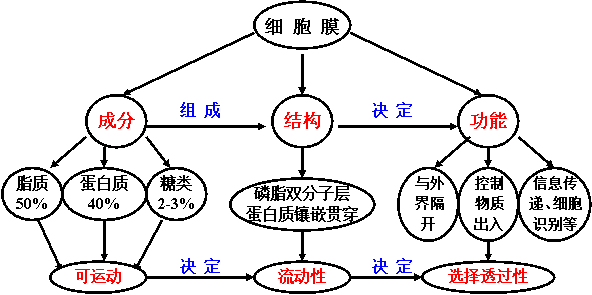 细 胞 膜
成分
组 成
结构
决 定
功能
脂质
50%
蛋白质
40%
糖类
2-3%
磷脂双分子层
蛋白质镶嵌贯穿
与外
界隔
开
控制
物质
出入
信息传
递、细胞
识别等
可运动
决 定
流动性
决 定
选择透过性